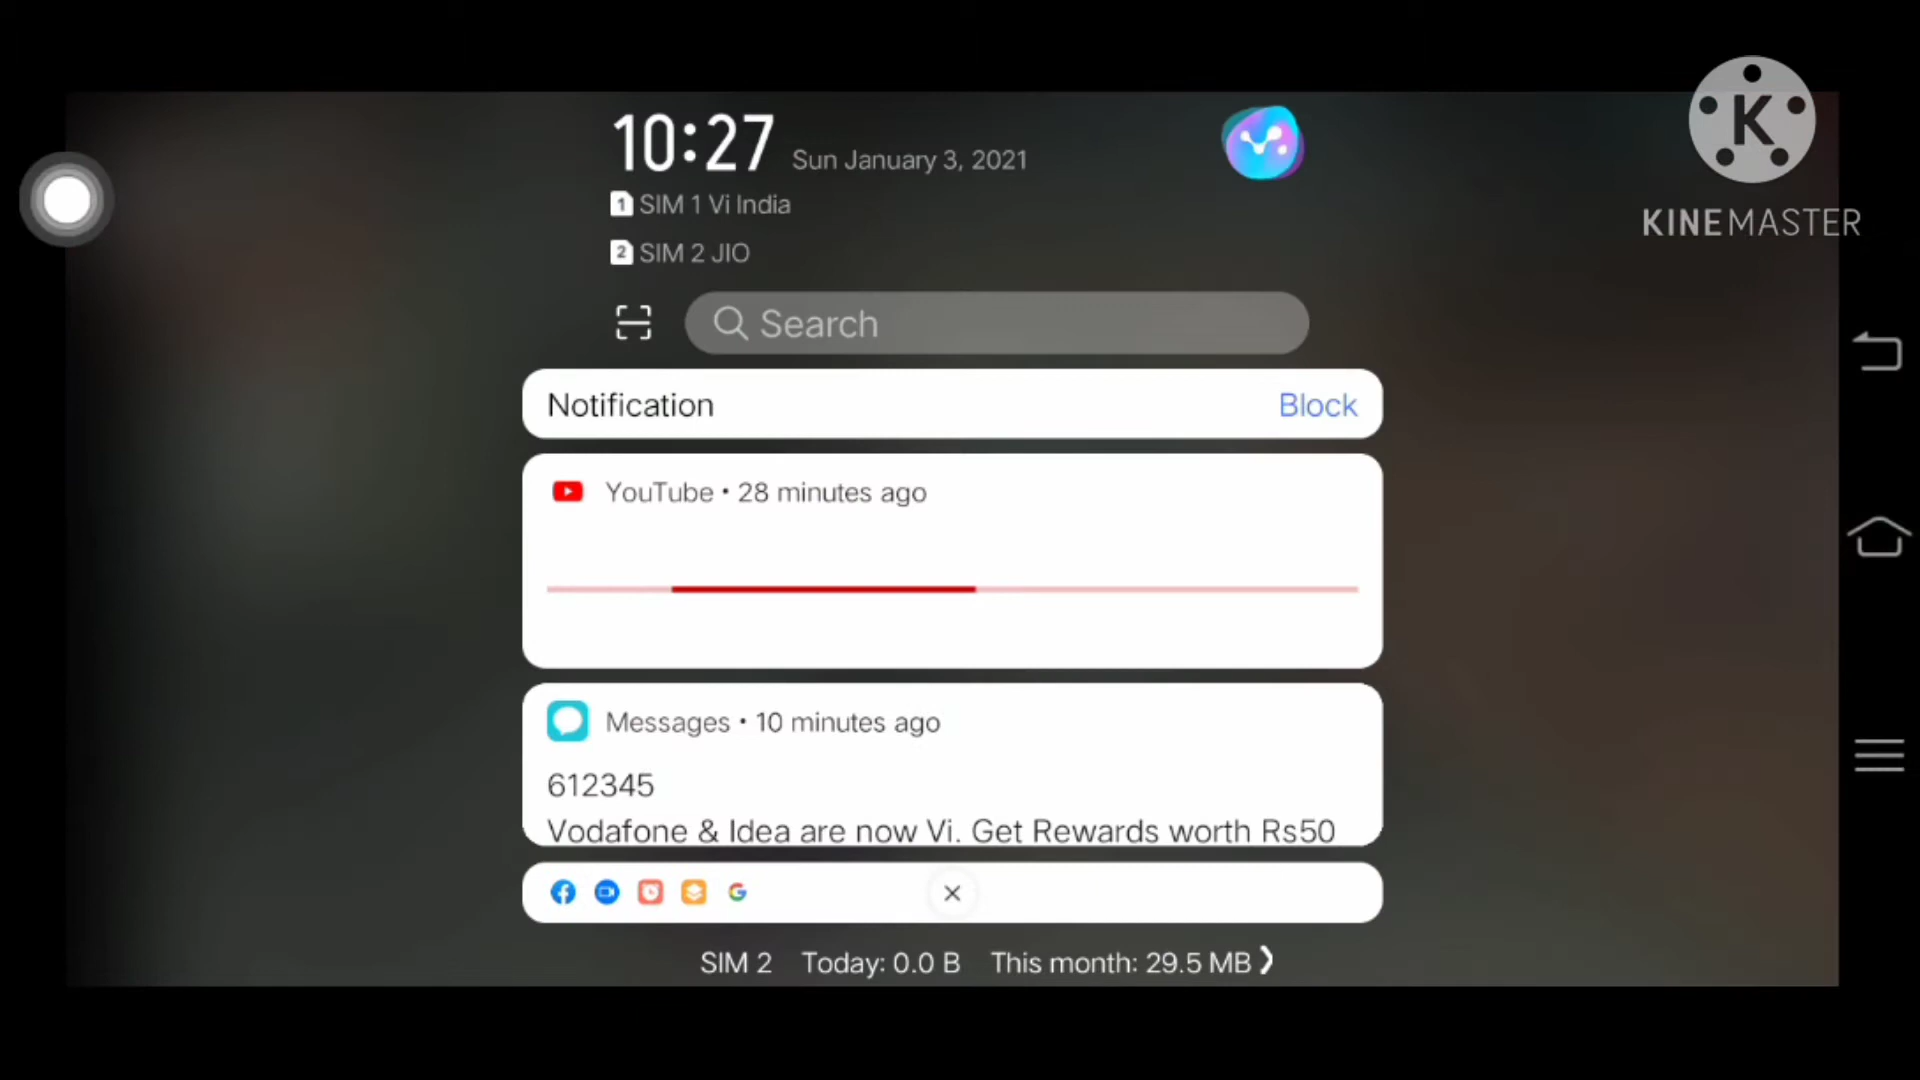 10:27 Sun January 3, 2021
K
KINEMASTER
1 SIM 1 Vi India
2 SIM 2 JIO
Search
Notification Block
YouTube • 28 minutes ago
Messages • 10 minutes ago
612345
Vodafone & Idea are now Vi. Get Rewards worth Rs50
SIM 2 Today: 0.0 B This month: 29.5 MB